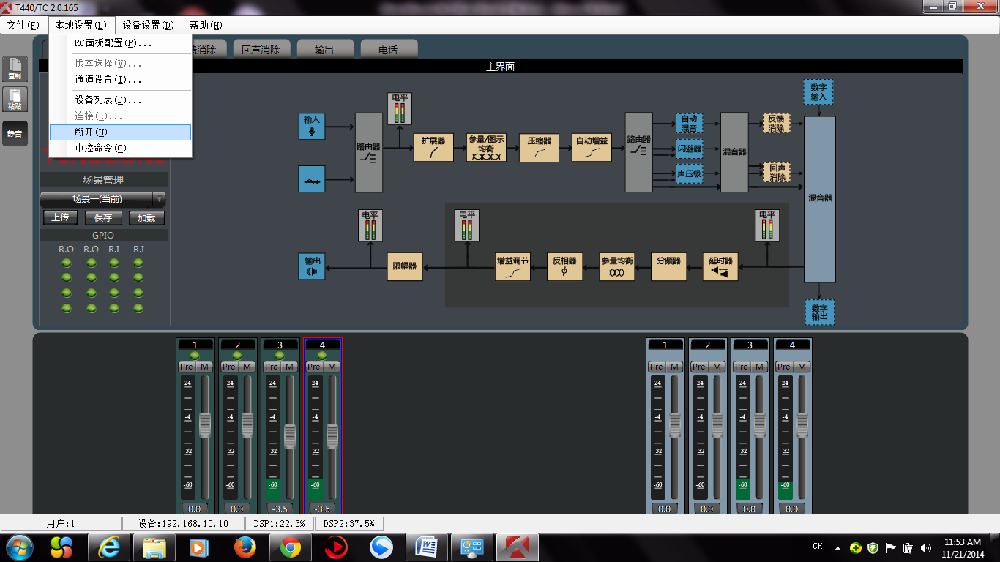 T440/TC 2.0.165
文件(F) 本地设置(L) 设备设置(D) 帮助(H)
RC面板配置(P)...
版本选择(V)...
通道设置(I)...
设备列表(D)...
连接(L)...
断开(U)
中控命令(C)
复制
粘贴
静音
消除 回声消除 输出 电话
主界面
场景管理
场景一(当前)
上传 保存 加载
GPIO
R.O R.O R.I R.I
输入
路由器
电平
扩展器
参量/图示
均衡
压缩器
自动增益
路由器
自动
混音
闪避器
声压级
混音器
反馈
消除
回声
消除
数字
输入
混音器
数字
输出
输出
电平
限幅器
电平
增益调节
反相器
参量均衡
分频器
延时器
电平
1 2 3 4 1 2 3 4
Pre M Pre M Pre M Pre M Pre M Pre M Pre M Pre M
24 24 24 24 24 24 24 24
-4 -4 -4 -4 -4 -4 -4 -4
-32 -32 -32 -32 -32 -32 -32 -32
-60 -60 -60 -60 -60 -60 -60 -60
0.0 0.0 -3.5 -3.5 0.0 0.0 0.0 0.0
用户:1 设备:192.168.10.10 DSP1:22.3% DSP2:37.5%
CH
11:53 AM
11/21/2014